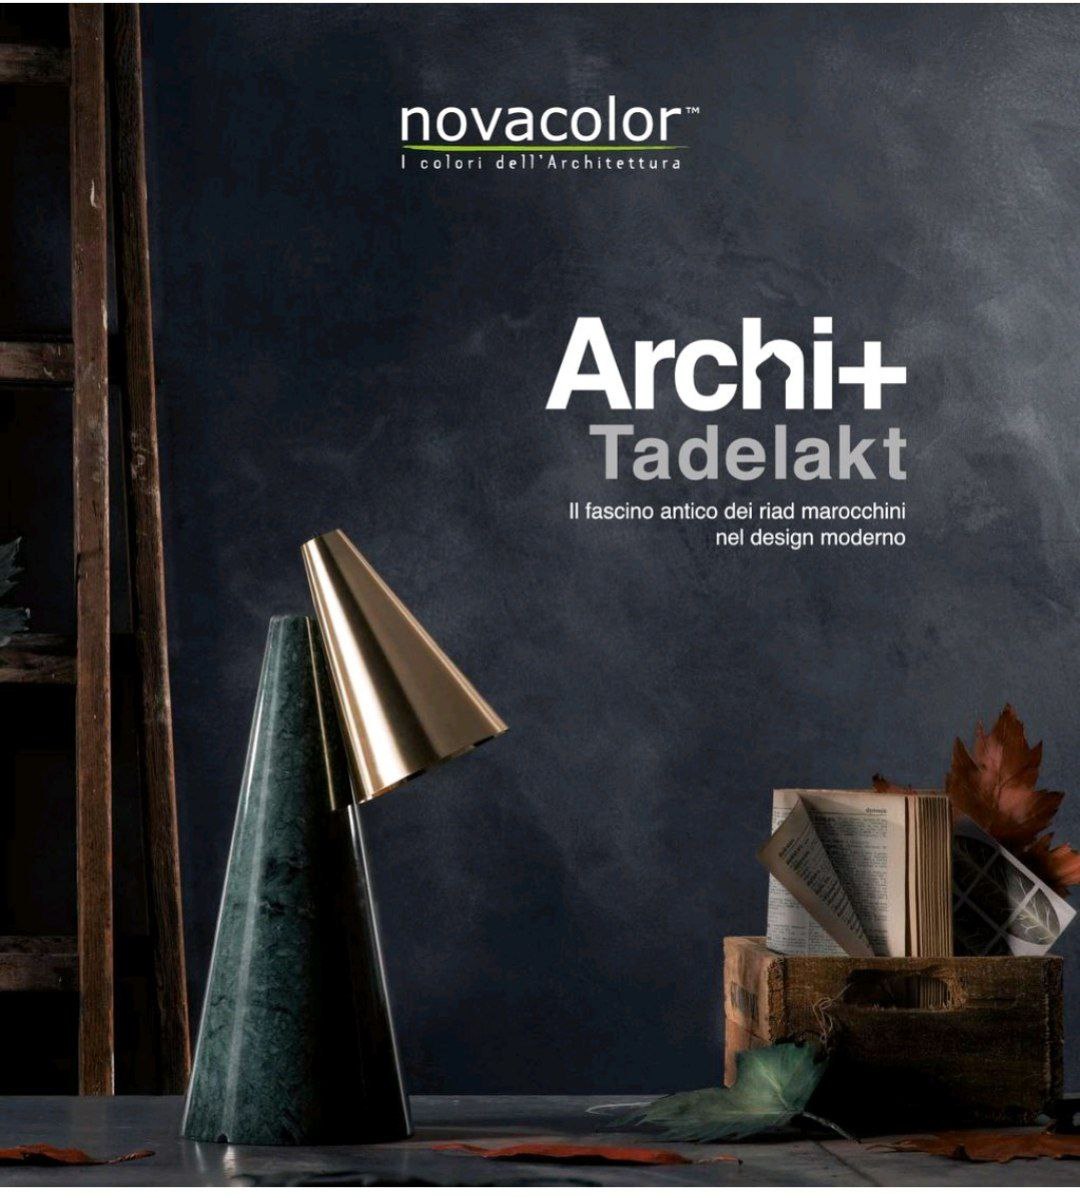 novacolor™
I colori dell'Architettura
Archi+
Tadelakt
Il fascino antico dei riad marocchini
nel design moderno